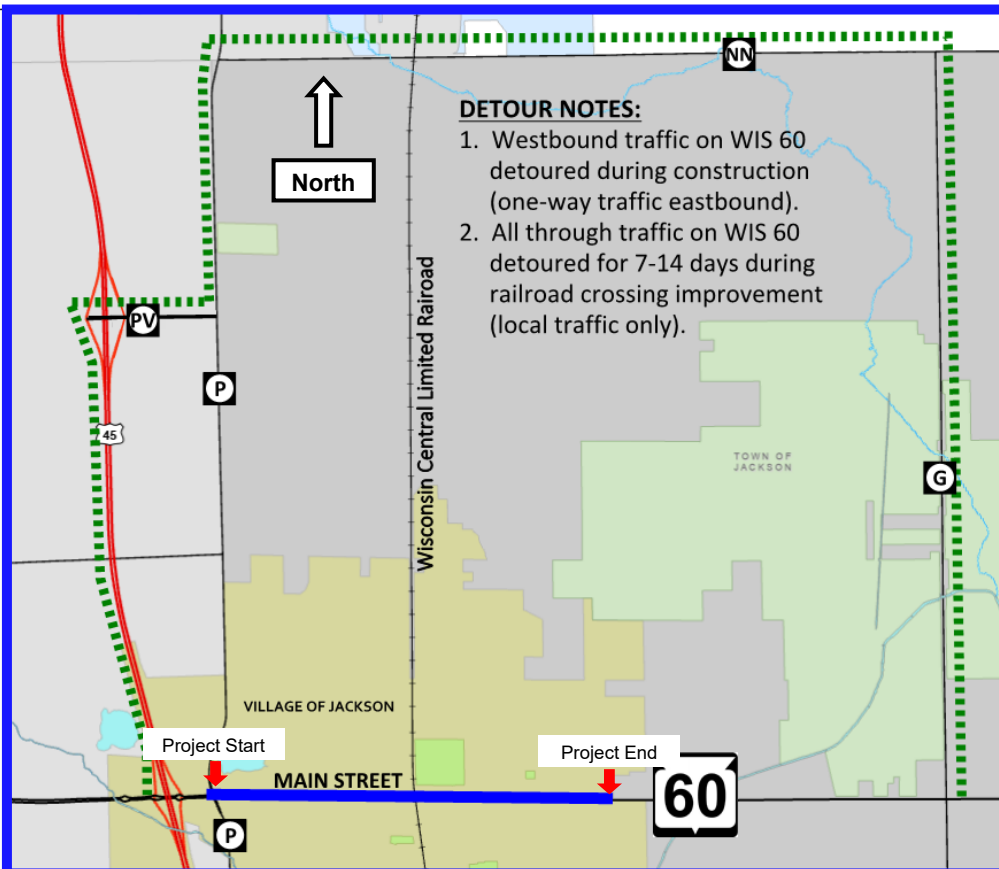 NN
DETOUR NOTES:
1. Westbound traffic on WIS 60
detoured during construction
(one-way traffic eastbound).
2. All through traffic on WIS 60
detoured for 7-14 days during
railroad crossing improvement
(local traffic only).
North
Wisconsin Central Limited Rairoad
PV
P
45
TOWN OF
JACKSON
G
VILLAGE OF JACKSON
Project Start
Project End
MAIN STREET
60
P